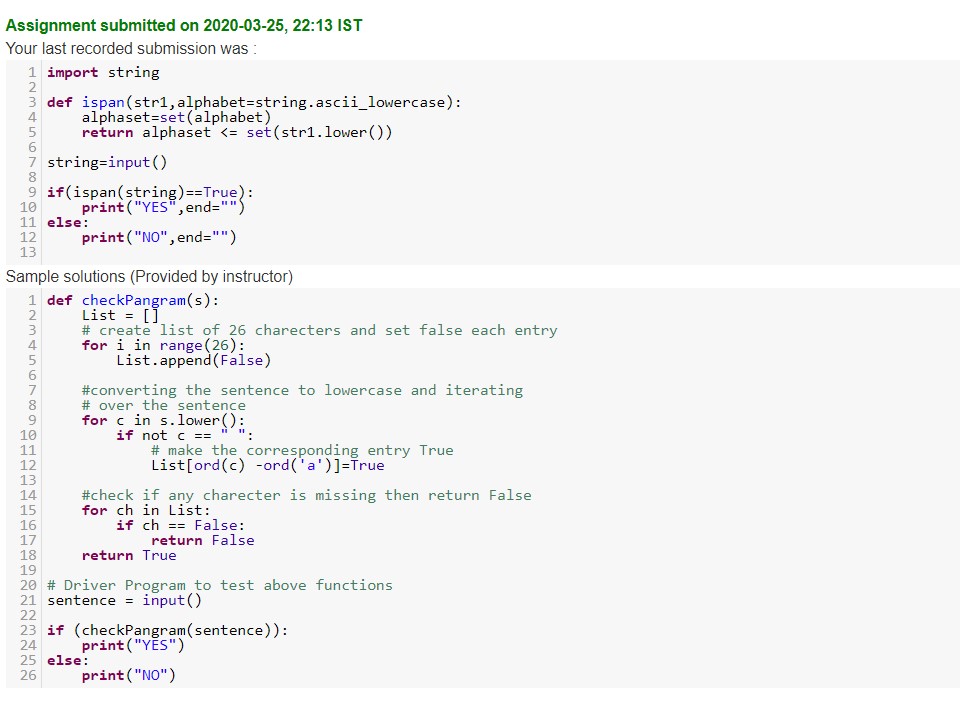 Assignment submitted on 2020-03-25, 22:13 IST
Your last recorded submission was :
1 import string
2
3 def ispan(str1,alphabet=string.ascii_lowercase):
4     alphaset=set(alphabet)
5     return alphaset <= set(str1.lower())
6
7 string=input()
8
9 if(ispan(string)==True):
10     print("YES",end="")
11 else:
12     print("NO",end="")
13
Sample solutions (Provided by instructor)
1 def checkPangram(s):
2     List = []
3     # create list of 26 charecters and set false each entry
4     for i in range(26):
5         List.append(False)
6
7     #converting the sentence to lowercase and iterating
8     # over the sentence
9     for c in s.lower():
10         if not c == " ":
11             # make the corresponding entry True
12             List[ord(c) -ord('a')]=True
13
14     #check if any charecter is missing then return False
15     for ch in List:
16         if ch == False:
17             return False
18     return True
19
20 # Driver Program to test above functions
21 sentence = input()
22
23 if (checkPangram(sentence)):
24     print("YES")
25 else:
26     print("NO")